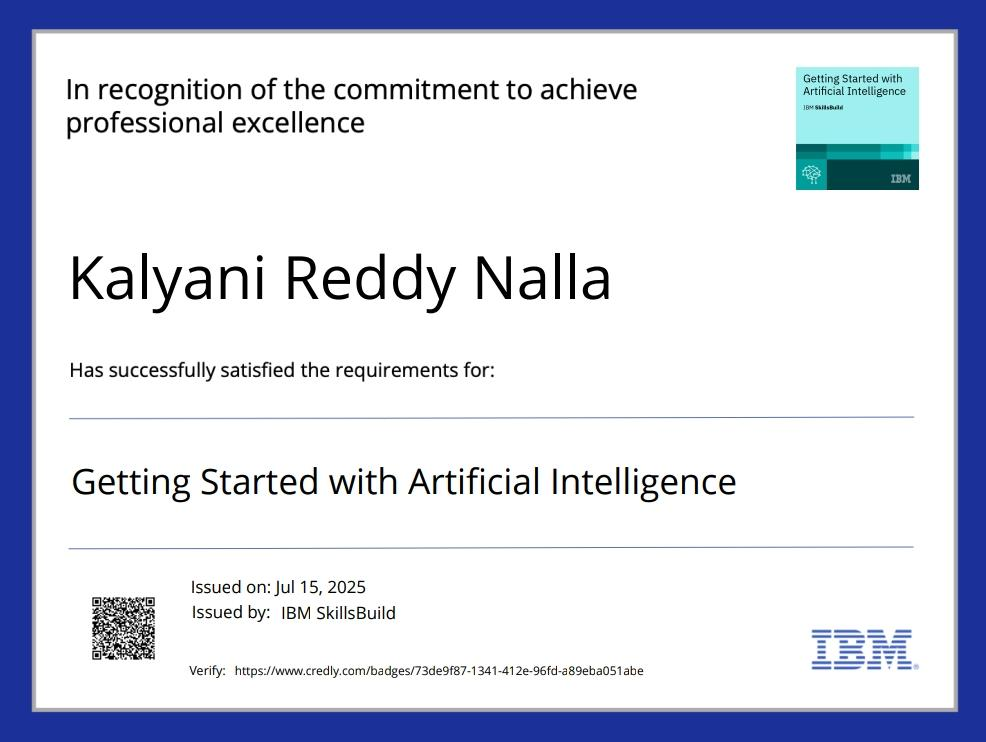 In recognition of the commitment to achieve
professional excellence
Getting Started with
Artificial Intelligence
IBM SkillsBuild
IBM
Kalyani Reddy Nalla
Has successfully satisfied the requirements for:
Getting Started with Artificial Intelligence
Issued on: Jul 15, 2025
Issued by: IBM SkillsBuild
Verify: https://www.credly.com/badges/73de9f87-1341-412e-96fd-a89eba051abe
IBM®